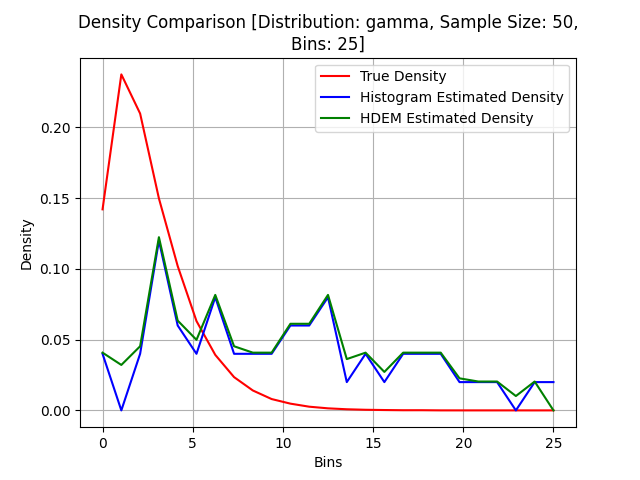 Density Comparison [Distribution: gamma, Sample Size: 50,
Bins: 25]
True Density
Histogram Estimated Density
HDEM Estimated Density
Density
0.20
0.15
0.10
0.05
0.00
0
5
10
15
20
25
Bins